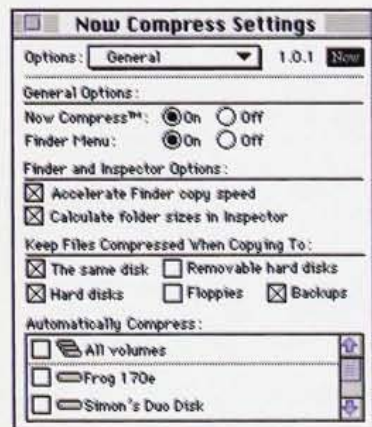 Now Compress Settings
Options: General 1.0.1 Now
General Options:
Now Compress™: On Off
Finder Menu: On Off
Finder and Inspector Options:
Accelerate Finder copy speed
Calculate folder sizes in Inspector
Keep Files Compressed When Copying To:
The same disk Removable hard disks
Hard disks Floppies Backups
Automatically Compress:
All volumes
Frog 170e
Simon's Duo Disk